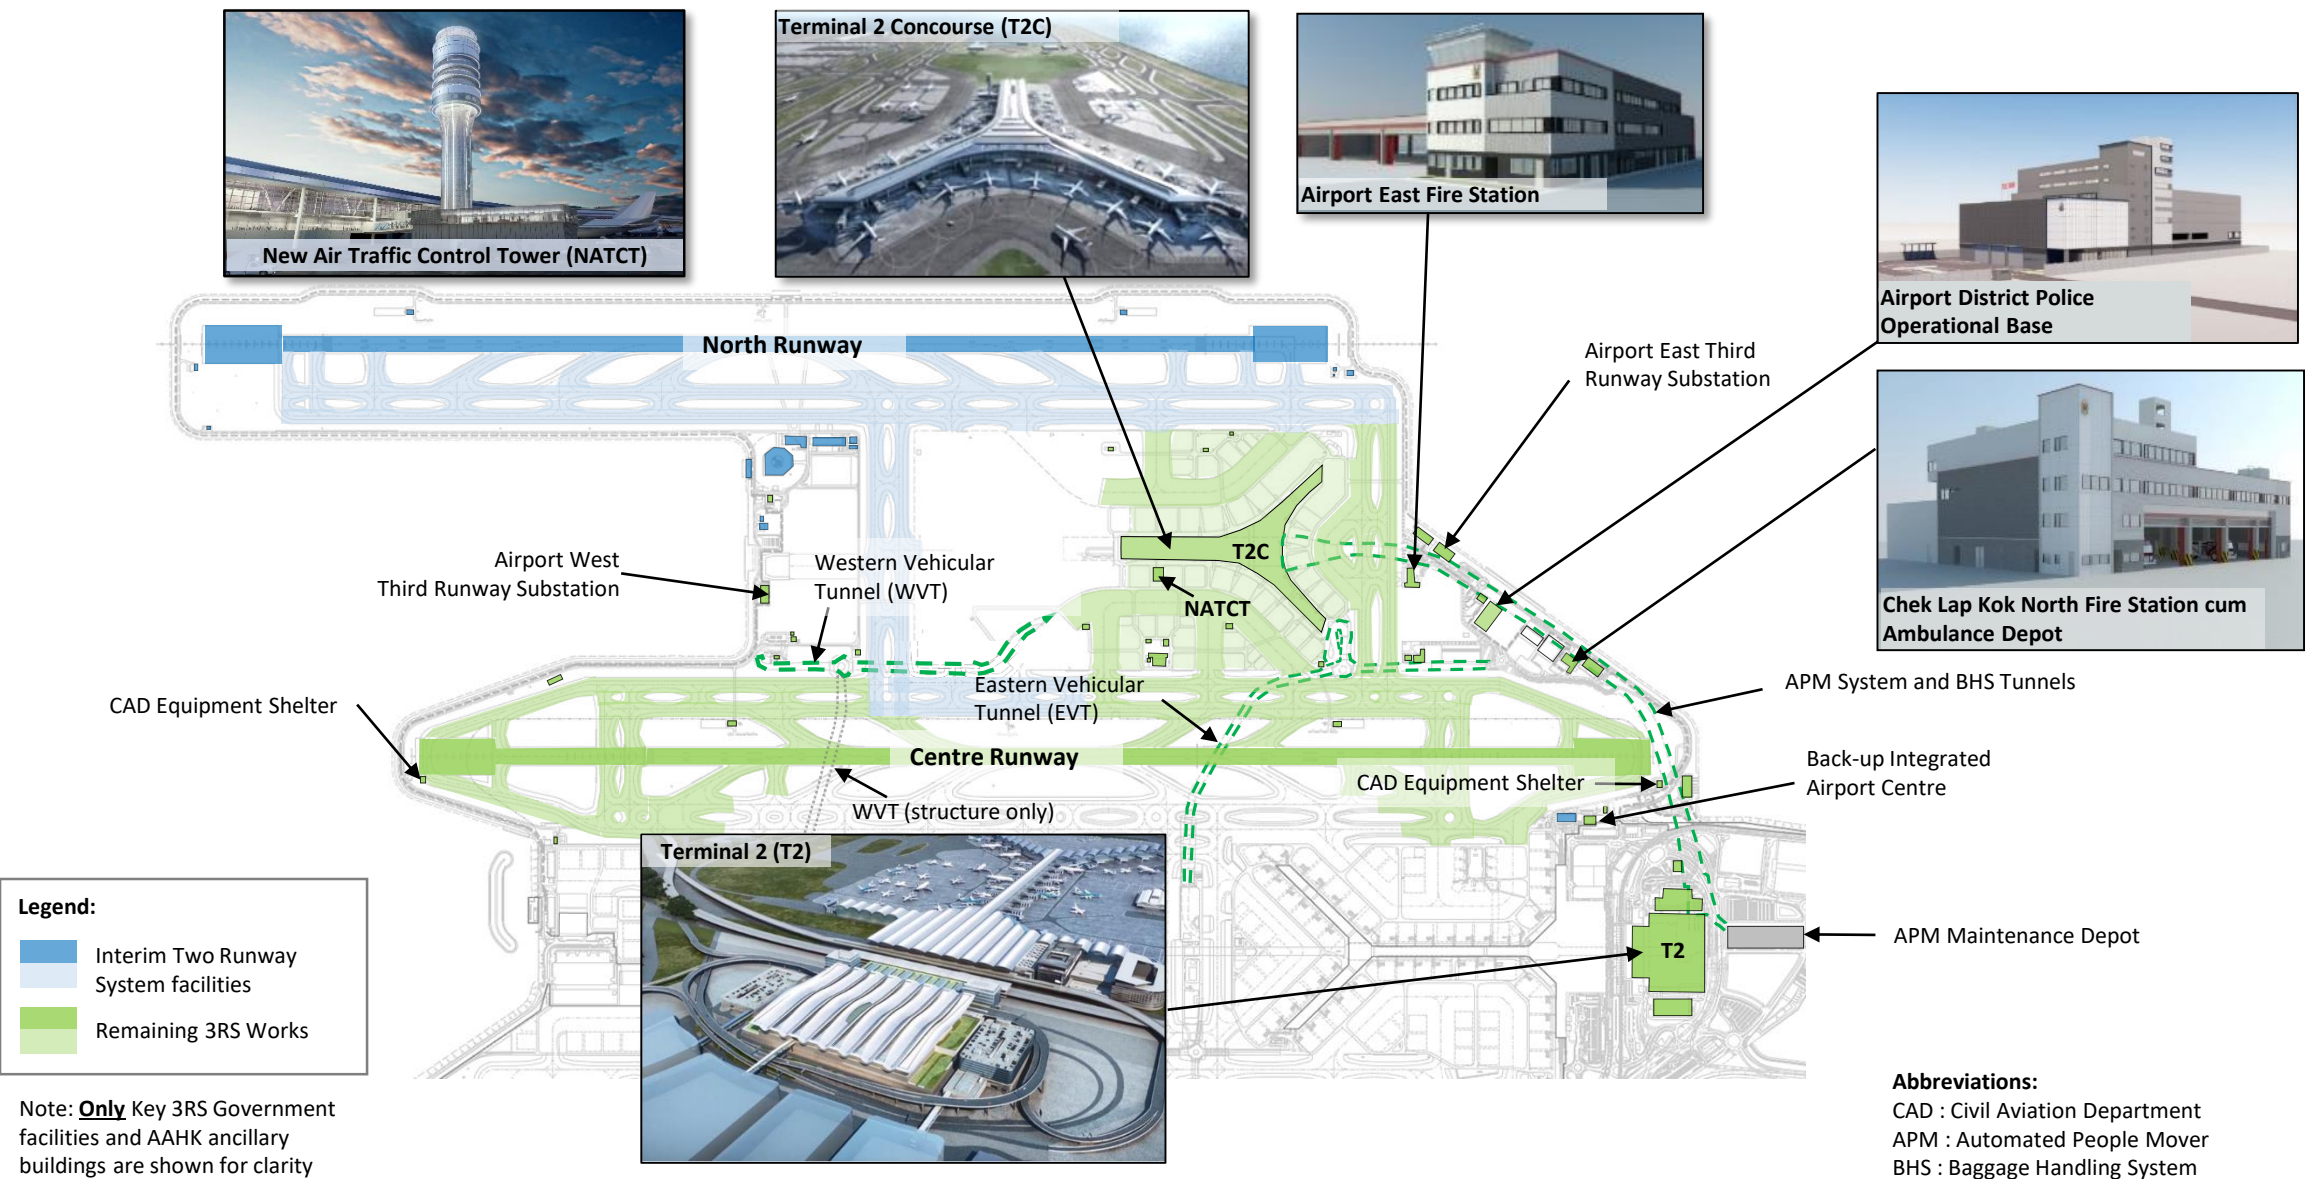 Terminal 2 Concourse (T2C)
New Air Traffic Control Tower (NATCT)
Airport East Fire Station
Airport District Police
Operational Base
North Runway
Airport East Third
Runway Substation
Chek Lap Kok North Fire Station cum
Ambulance Depot
Airport West
Third Runway Substation
Western Vehicular
Tunnel (WVT)
T2C
NATCT
CAD Equipment Shelter
Eastern Vehicular
Tunnel (EVT)
APM System and BHS Tunnels
Centre Runway
CAD Equipment Shelter
Back-up Integrated
Airport Centre
WVT (structure only)
Terminal 2 (T2)
T2
APM Maintenance Depot
Legend:
Interim Two Runway
System facilities
Remaining 3RS Works
Note: Only Key 3RS Government
facilities and AAHK ancillary
buildings are shown for clarity
Abbreviations:
CAD : Civil Aviation Department
APM : Automated People Mover
BHS : Baggage Handling System